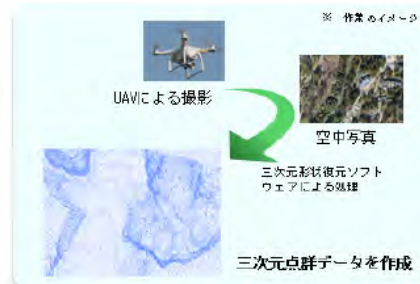 ※ 作業のイメージ
UAVによる撮影
空中写真
三次元形状復元ソフト
ウェアによる処理
三次元点群データを作成